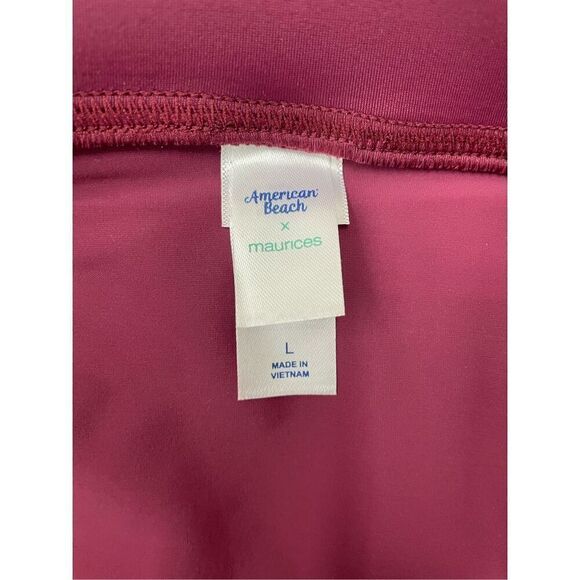 American
Beach
x
maurices
L
MADE IN
VIETNAM